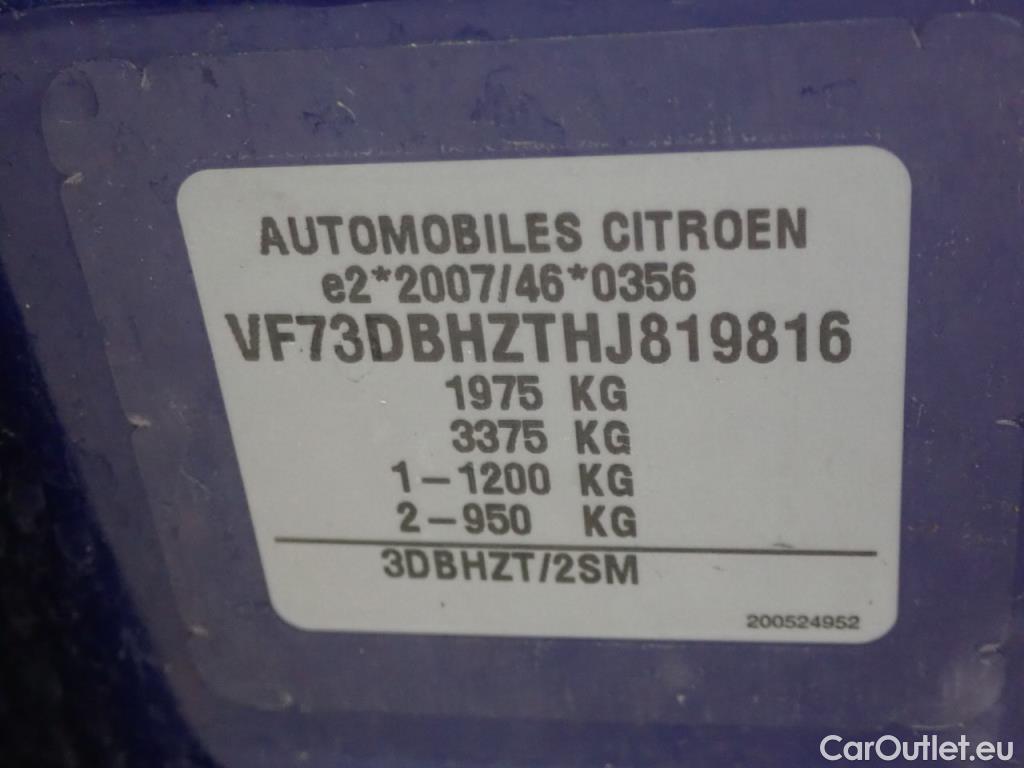 AUTOMOBILES CITROEN
e2*2007/46*0356
VF73DBHZTHJ819816
1975 KG
3375 KG
1-1200 KG
2-950 KG
3DBHZT/2SM
200524952
CarOutlet.eu